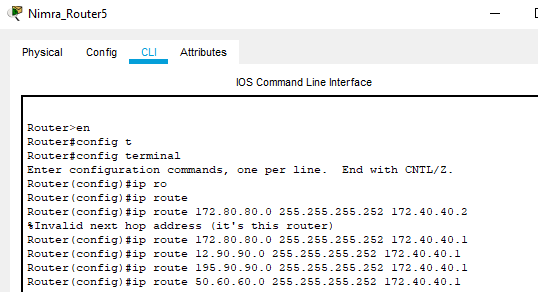 Nimra_Router5
Physical Config CLI Attributes
IOS Command Line Interface
Router>en
Router#config t
Router#config terminal
Enter configuration commands, one per line.  End with CNTL/Z.
Router(config)#ip ro
Router(config)#ip route
Router(config)#ip route 172.80.80.0 255.255.255.252 172.40.40.2
%Invalid next hop address (it's this router)
Router(config)#ip route 172.80.80.0 255.255.255.252 172.40.40.1
Router(config)#ip route 12.90.90.0 255.255.255.252 172.40.40.1
Router(config)#ip route 195.90.90.0 255.255.255.252 172.40.40.1
Router(config)#ip route 50.60.60.0 255.255.255.252 172.40.40.1